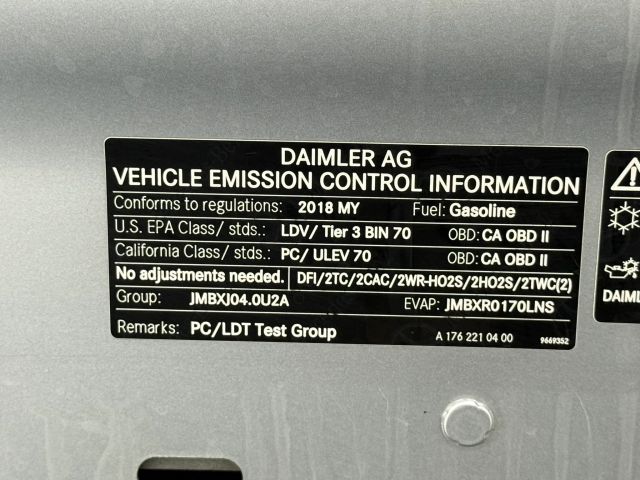 DAIMLER AG
VEHICLE EMISSION CONTROL INFORMATION
Conforms to regulations: 2018 MY Fuel: Gasoline
U.S. EPA Class/ stds.: LDV/ Tier 3 BIN 70 OBD: CA OBD II
California Class/ stds.: PC/ ULEV 70 OBD: CA OBD II
No adjustments needed. DFI/2TC/2CAC/2WR-HO2S/2HO2S/2TWC(2)
Group: JMBXJ04.0U2A EVAP: JMBXR0170LNS
Remarks: PC/LDT Test Group A 176 221 04 00 9669352
DAIML